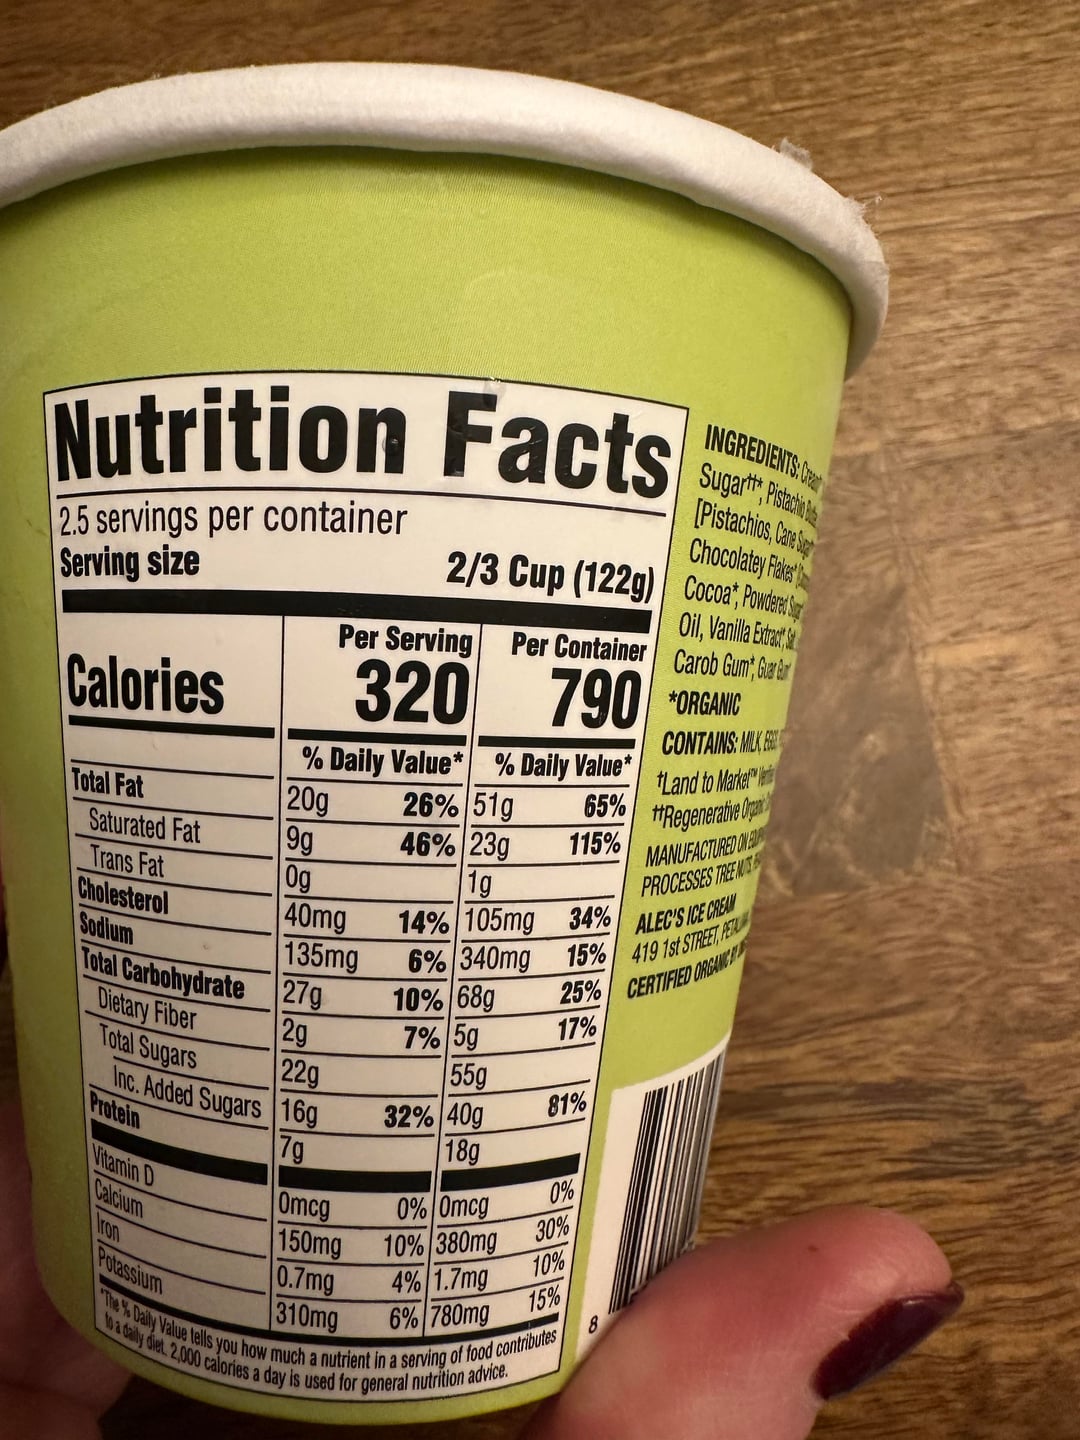 Nutrition Facts
2.5 servings per container
Serving size 2/3 Cup (122g)
Per Serving Per Container
Calories 320 790
% Daily Value* % Daily Value*
Total Fat 20g 26% 51g 65%
Saturated Fat 9g 46% 23g 115%
Trans Fat 0g 1g
Cholesterol 40mg 14% 105mg 34%
Sodium 135mg 6% 340mg 15%
Total Carbohydrate 27g 10% 68g 25%
Dietary Fiber 2g 7% 5g 17%
Total Sugars 22g 55g
Inc. Added Sugars 16g 32% 40g 81%
Protein 7g 18g
Vitamin D 0mcg 0% 0mcg 0%
Calcium 150mg 10% 380mg 30%
Iron 0.7mg 4% 1.7mg 10%
Potassium 310mg 6% 780mg 15%
*The % Daily Value tells you how much a nutrient in a serving of food contributes
to a daily diet. 2,000 calories a day is used for general nutrition advice.
INGREDIENTS:
Sugar††*, Pistachio
[Pistachios, Cane
Chocolatey Flakes*
Cocoa*, Powdered
Oil, Vanilla Extract*,
Carob Gum*, Guar
*ORGANIC
CONTAINS: MILK,
†Land to Market™
††Regenerative
MANUFACTURED ON
PROCESSES TREE NUTS,
ALEC'S ICE CREAM
419 1st STREET,
CERTIFIED ORGANIC BY
8